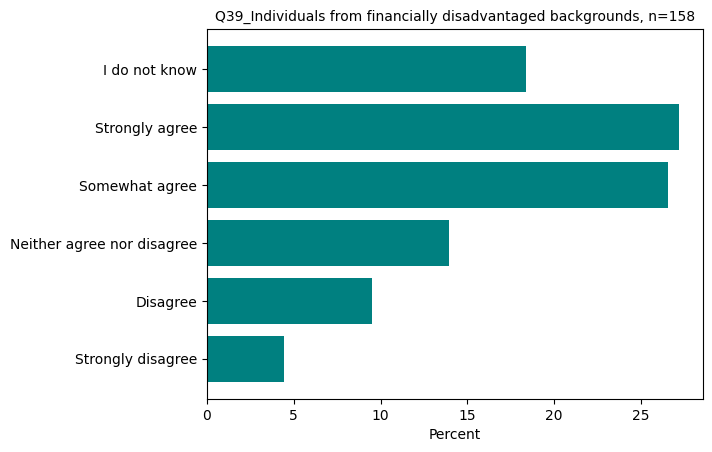 Q39_Individuals from financially disadvantaged backgrounds, n=158
I do not know
Strongly agree
Somewhat agree
Neither agree nor disagree
Disagree
Strongly disagree
0 5 10 15 20 25
Percent